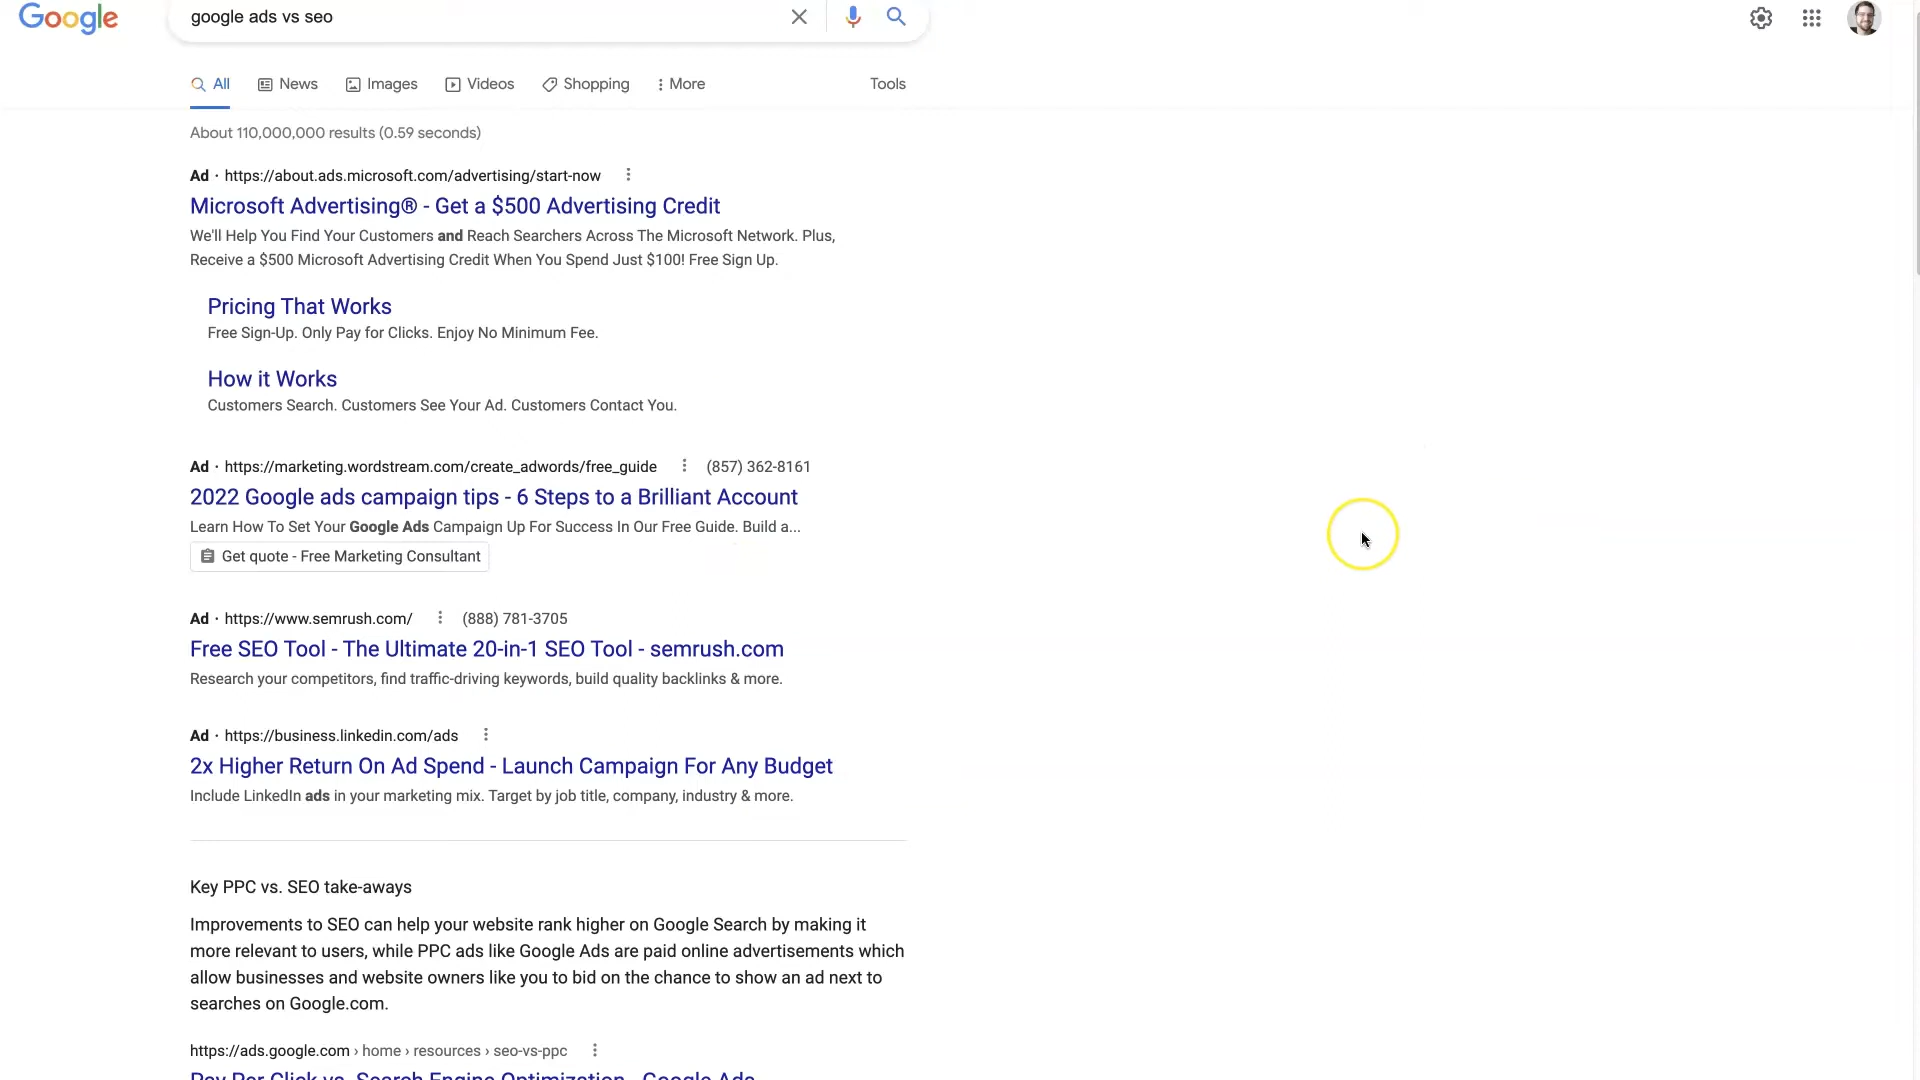 Google
google ads vs seo
All
News
Images
Videos
Shopping
More
Tools
About 110,000,000 results (0.59 seconds)
Ad · https://about.ads.microsoft.com/advertising/start-now
Microsoft Advertising® - Get a $500 Advertising Credit
We'll Help You Find Your Customers and Reach Searchers Across The Microsoft Network. Plus,
Receive a $500 Microsoft Advertising Credit When You Spend Just $100! Free Sign Up.
Pricing That Works
Free Sign-Up. Only Pay for Clicks. Enjoy No Minimum Fee.
How it Works
Customers Search. Customers See Your Ad. Customers Contact You.
Ad · https://marketing.wordstream.com/create_adwords/free_guide (857) 362-8161
2022 Google ads campaign tips - 6 Steps to a Brilliant Account
Learn How To Set Your Google Ads Campaign Up For Success In Our Free Guide. Build a...
Get quote - Free Marketing Consultant
Ad · https://www.semrush.com/ (888) 781-3705
Free SEO Tool - The Ultimate 20-in-1 SEO Tool - semrush.com
Research your competitors, find traffic-driving keywords, build quality backlinks & more.
Ad · https://business.linkedin.com/ads
2x Higher Return On Ad Spend - Launch Campaign For Any Budget
Include LinkedIn ads in your marketing mix. Target by job title, company, industry & more.
Key PPC vs. SEO take-aways
Improvements to SEO can help your website rank higher on Google Search by making it
more relevant to users, while PPC ads like Google Ads are paid online advertisements which
allow businesses and website owners like you to bid on the chance to show an ad next to
searches on Google.com.
https://ads.google.com › home › resources › seo-vs-ppc
Pay Per Click vs. Search Engine Optimization - Google Ads